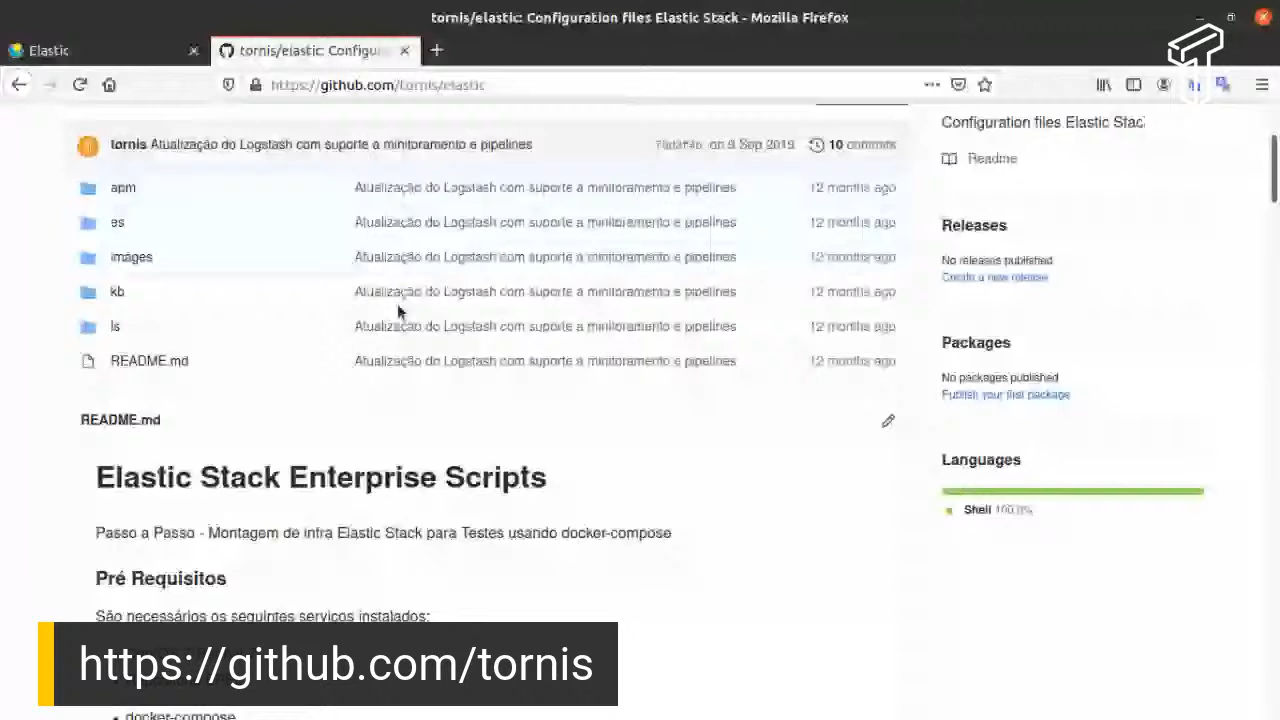 tornis/elastic: Configuration files Elastic Stack - Mozilla Firefox
Elastic
tornis/elastic: Configur
https://github.com/tornis/elastic
tornis Atualização do Logstash com suporte a minitoramento e pipelines
on 9 Sep 2019
10 commits
apm Atualização do Logstash com suporte a minitoramento e pipelines 12 months ago
es Atualização do Logstash com suporte a minitoramento e pipelines 12 months ago
images Atualização do Logstash com suporte a minitoramento e pipelines 12 months ago
kb Atualização do Logstash com suporte a minitoramento e pipelines 12 months ago
ls Atualização do Logstash com suporte a minitoramento e pipelines 12 months ago
README.md Atualização do Logstash com suporte a minitoramento e pipelines 12 months ago
README.md
Elastic Stack Enterprise Scripts
Passo a Passo - Montagem de infra Elastic Stack para Testes usando docker-compose
Pré Requisitos
São necessários os seguintes serviços instalados:
docker-compose
Configuration files Elastic Stac
Readme
Releases
No releases published
Create a new release
Packages
No packages published
Publish your first package
Languages
Shell 100.0%
https://github.com/tornis